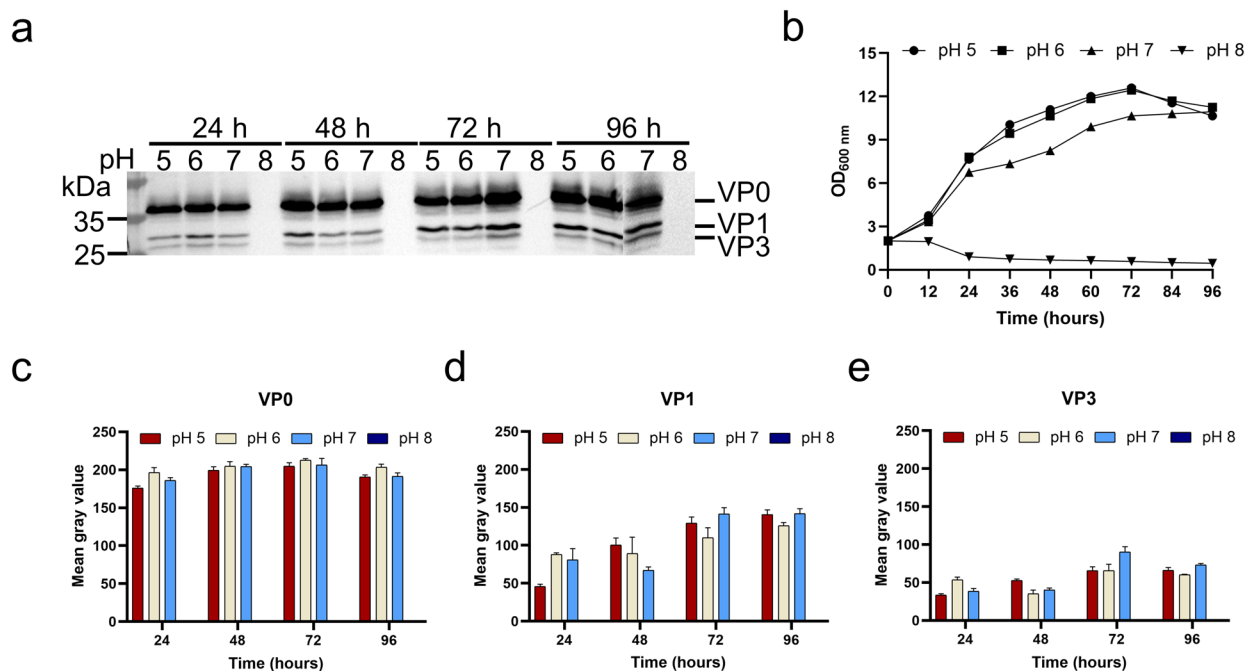 a
24 h 48 h 72 h 96 h
pH 5 6 7 8 5 6 7 8 5 6 7 8 5 6 7 8
kDa
35
25
VP0
VP1
VP3
b
pH 5 pH 6 pH 7 pH 8
15
12
9
6
3
0
OD600 nm
0 12 24 36 48 60 72 84 96
Time (hours)
c
VP0
pH 5 pH 6 pH 7 pH 8
250
200
150
100
50
0
Mean gray value
24 48 72 96
Time (hours)
d
VP1
pH 5 pH 6 pH 7 pH 8
250
200
150
100
50
0
Mean gray value
24 48 72 96
Time (hours)
e
VP3
pH 5 pH 6 pH 7 pH 8
250
200
150
100
50
0
Mean gray value
24 48 72 96
Time (hours)